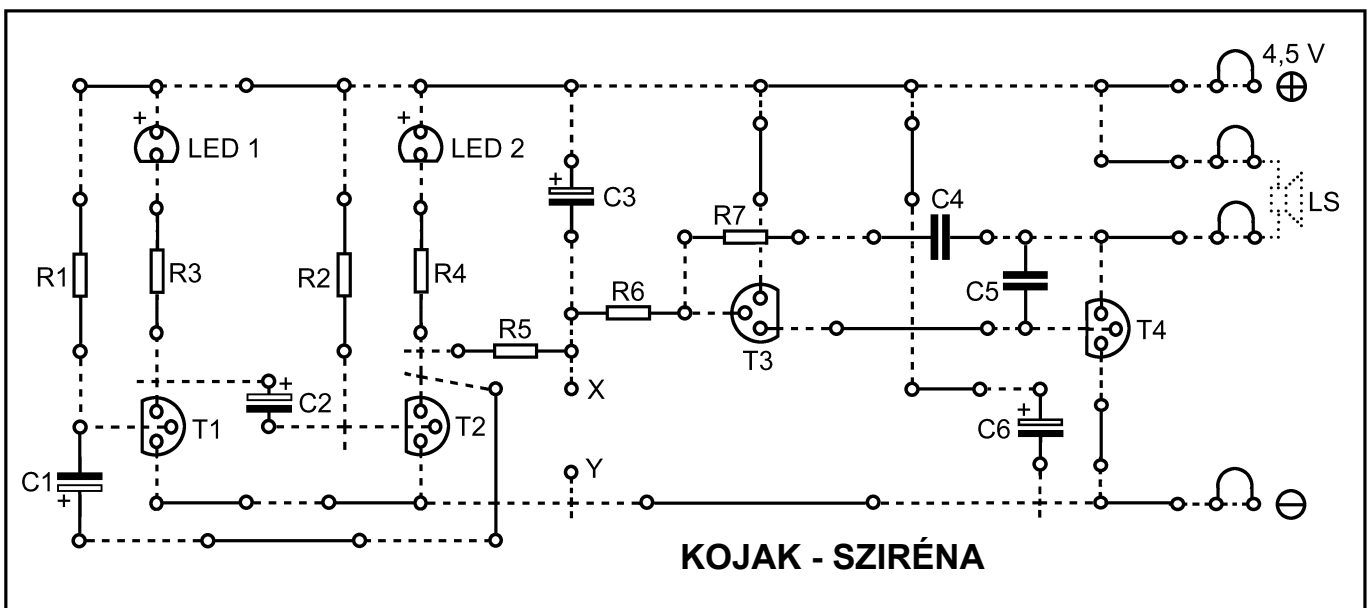 4,5 V
+
LED 1
+
LED 2
+
C3
R7
C4
LS
R1
R3
R2
R4
R6
C5
R5
T3
T4
X
+
C2
T1
T2
+
C6
C1
+
Y
KOJAK - SZIRÉNA